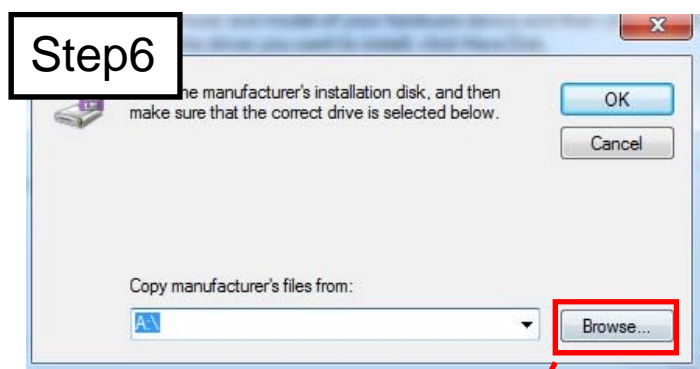 Step6
the manufacturer's installation disk, and then
make sure that the correct drive is selected below.
OK
Cancel
Copy manufacturer's files from:
A:\
Browse...